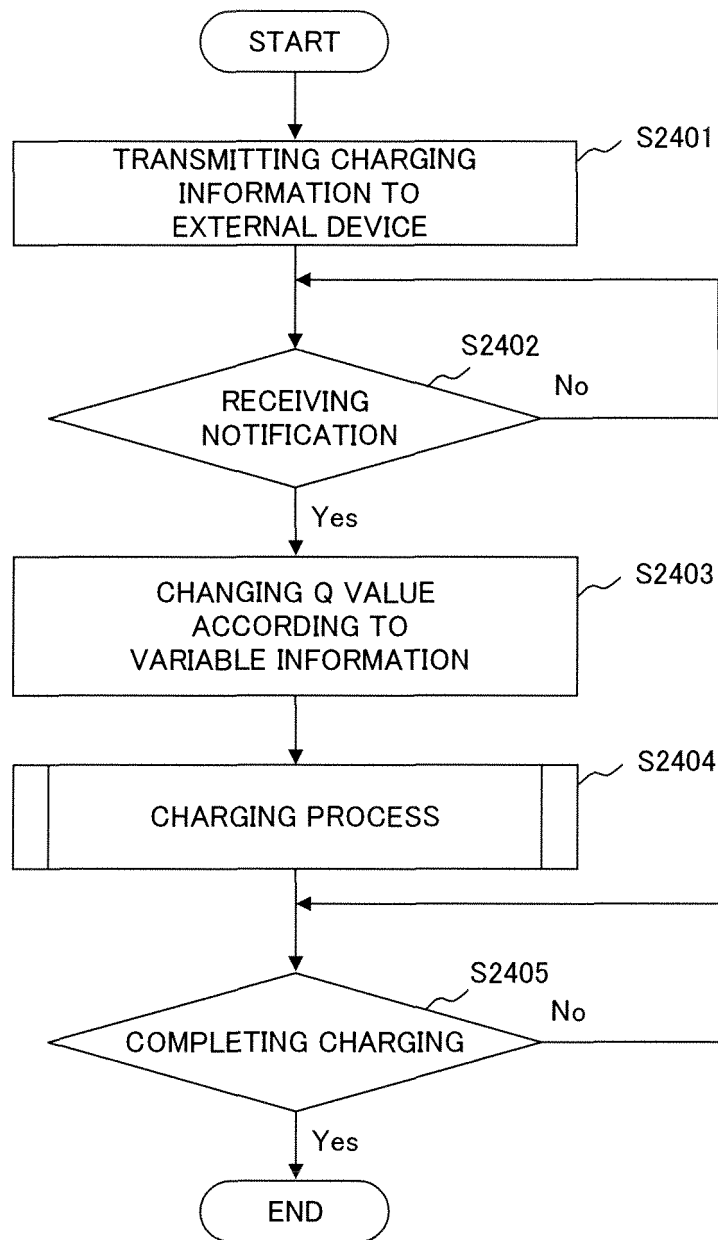 START
S2401
TRANSMITTING CHARGING
INFORMATION TO
EXTERNAL DEVICE
S2402
No
RECEIVING
NOTIFICATION
Yes
S2403
CHANGING Q VALUE
ACCORDING TO
VARIABLE INFORMATION
S2404
CHARGING PROCESS
S2405
No
COMPLETING CHARGING
Yes
END